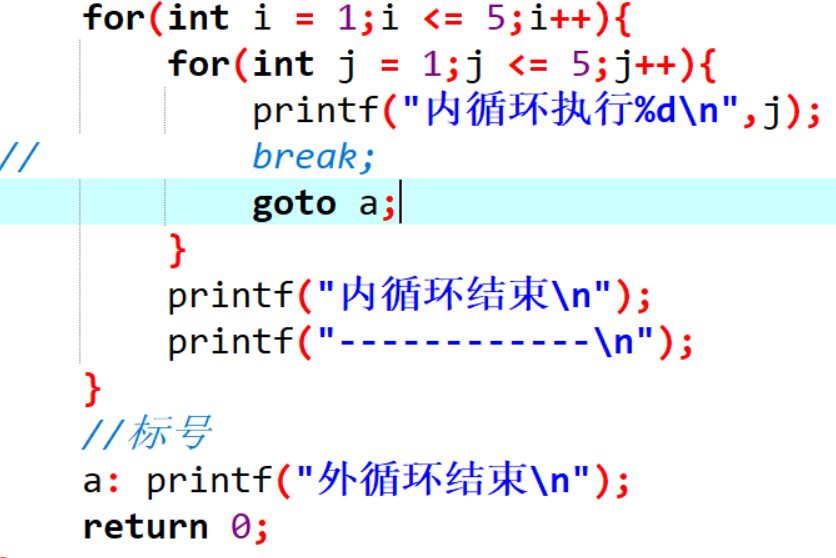 for(int i = 1;i <= 5;i++){
for(int j = 1;j <= 5;j++){
printf("内循环执行%d\n",j);
// break;
goto a;
}
printf("内循环结束\n");
printf("------------\n");
}
//标号
a: printf("外循环结束\n");
return 0;